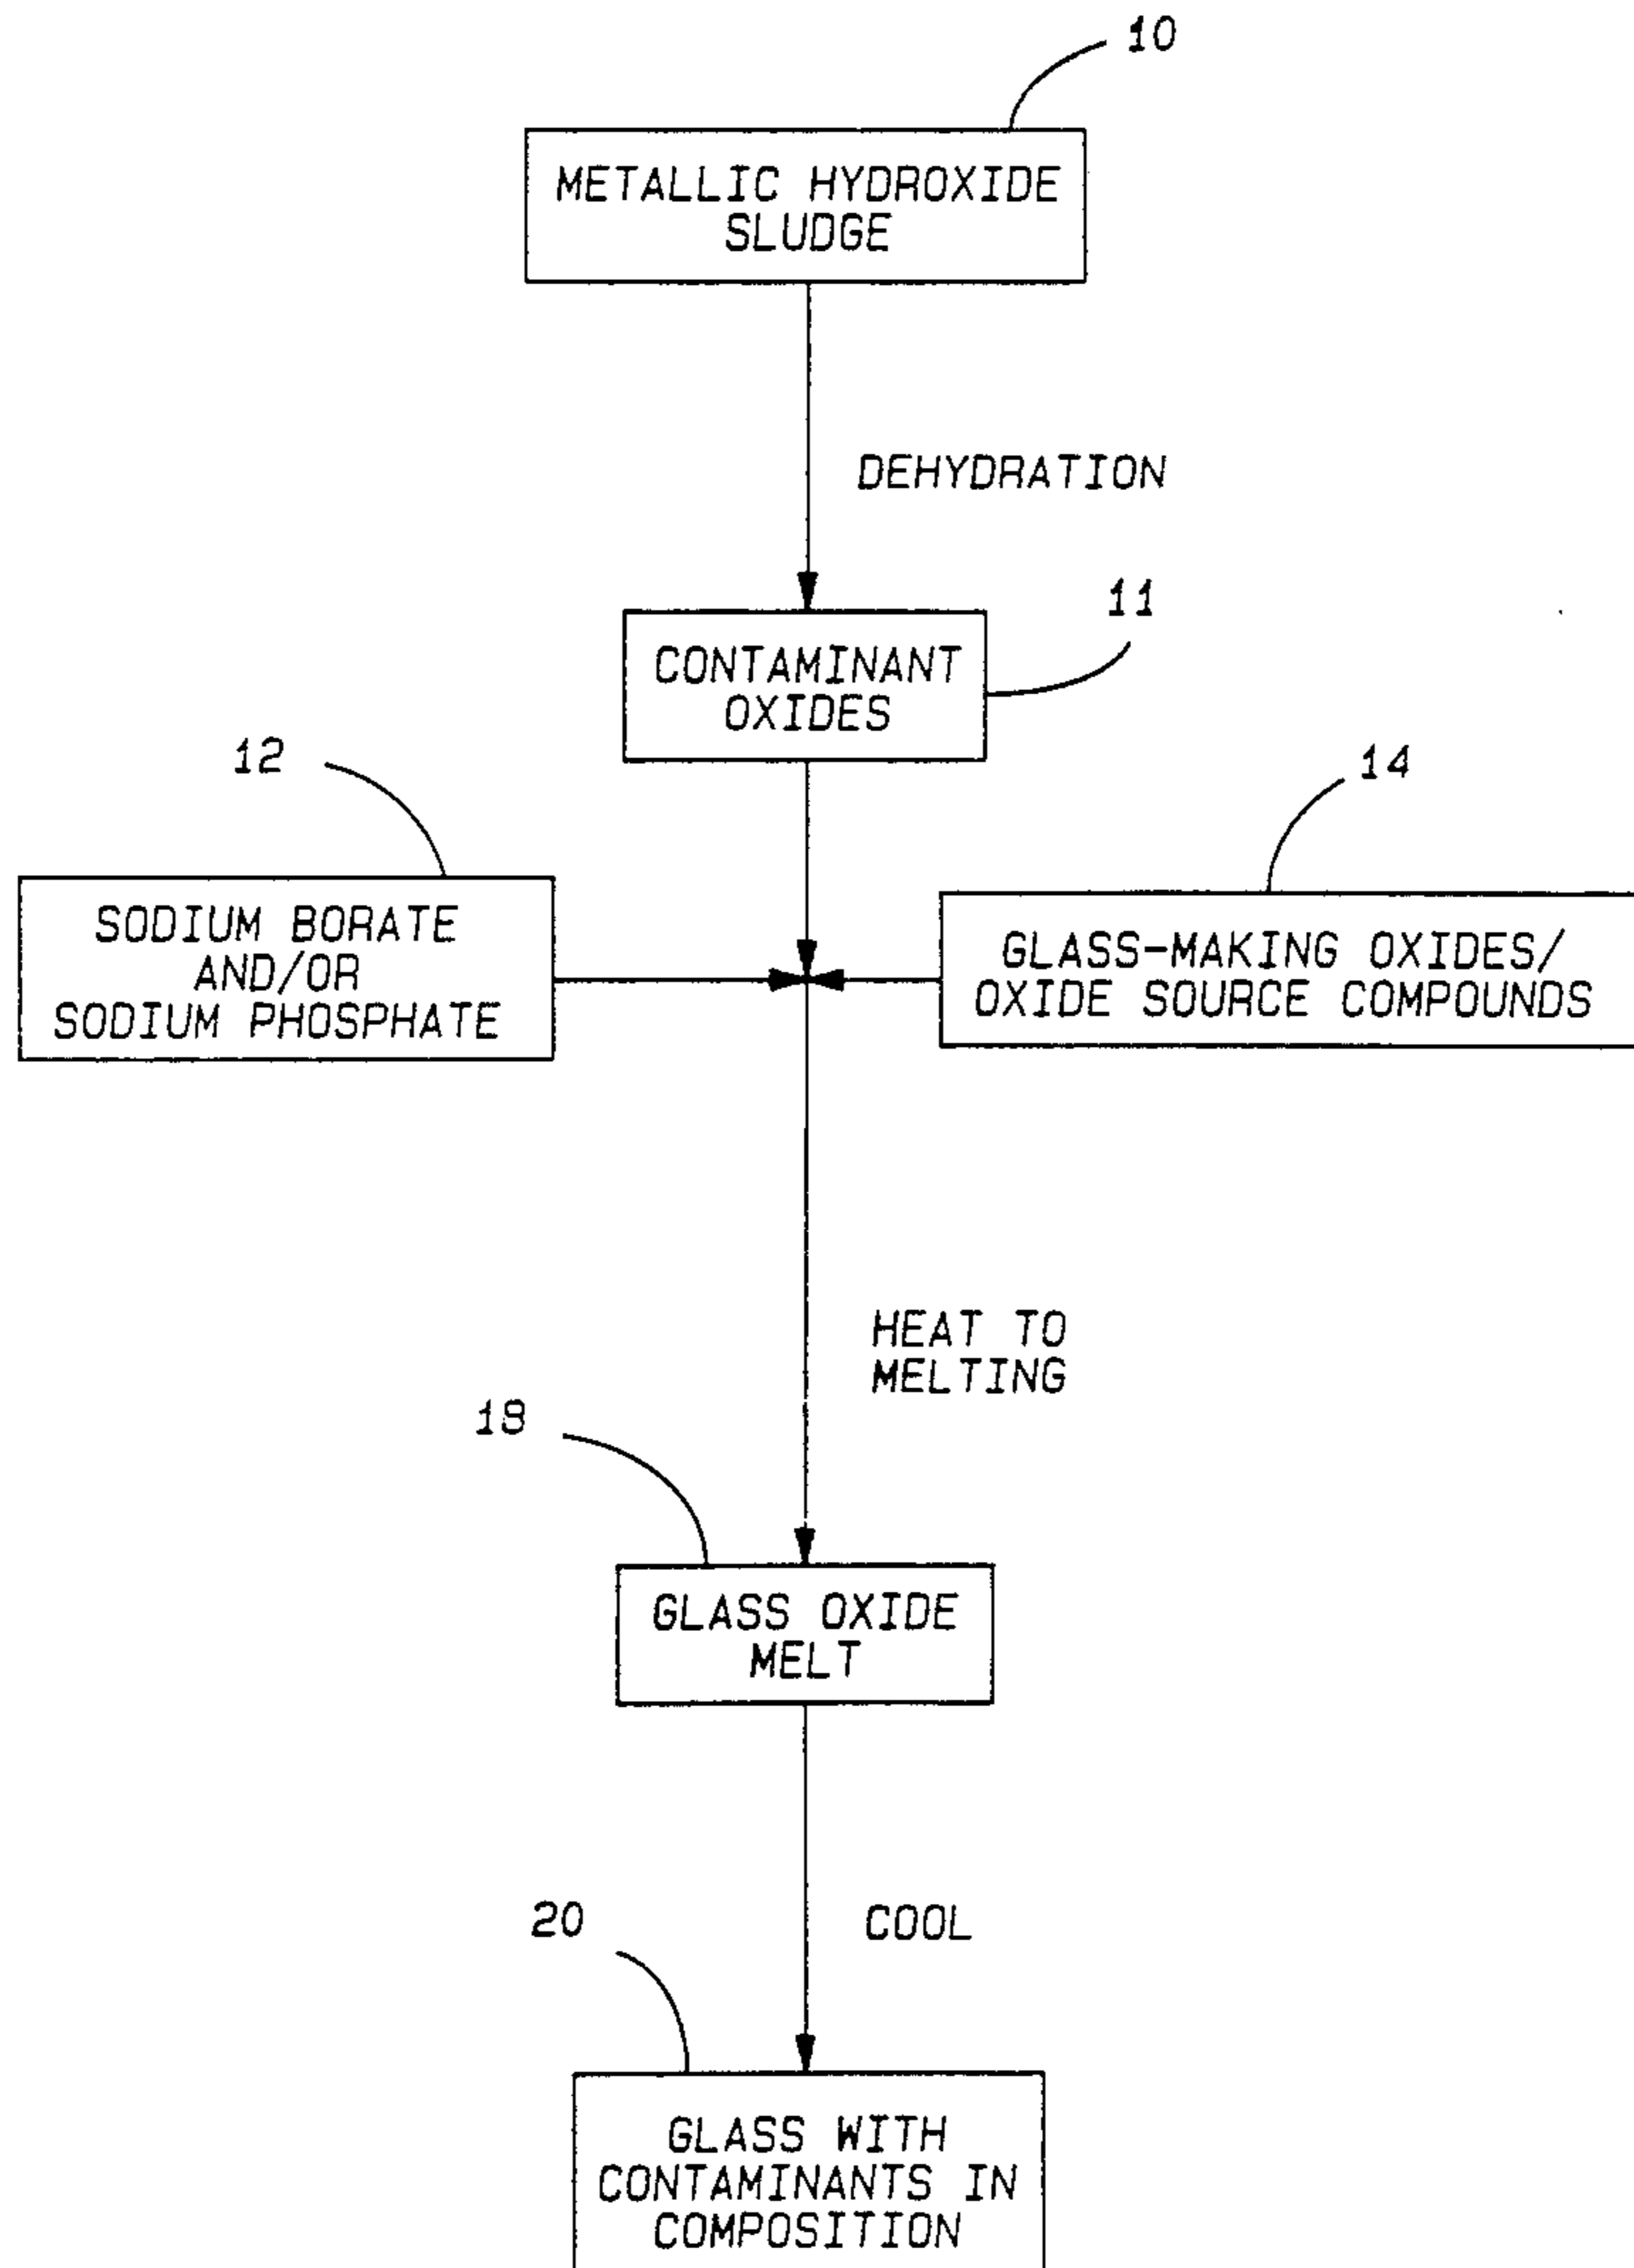 10
METALLIC HYDROXIDE
SLUDGE
DEHYDRATION
11
CONTAMINANT
OXIDES
12
14
SODIUM BORATE
AND/OR
SODIUM PHOSPHATE
GLASS-MAKING OXIDES/
OXIDE SOURCE COMPOUNDS
HEAT TO
MELTING
18
GLASS OXIDE
MELT
20
COOL
GLASS WITH
CONTAMINANTS IN
COMPOSITION